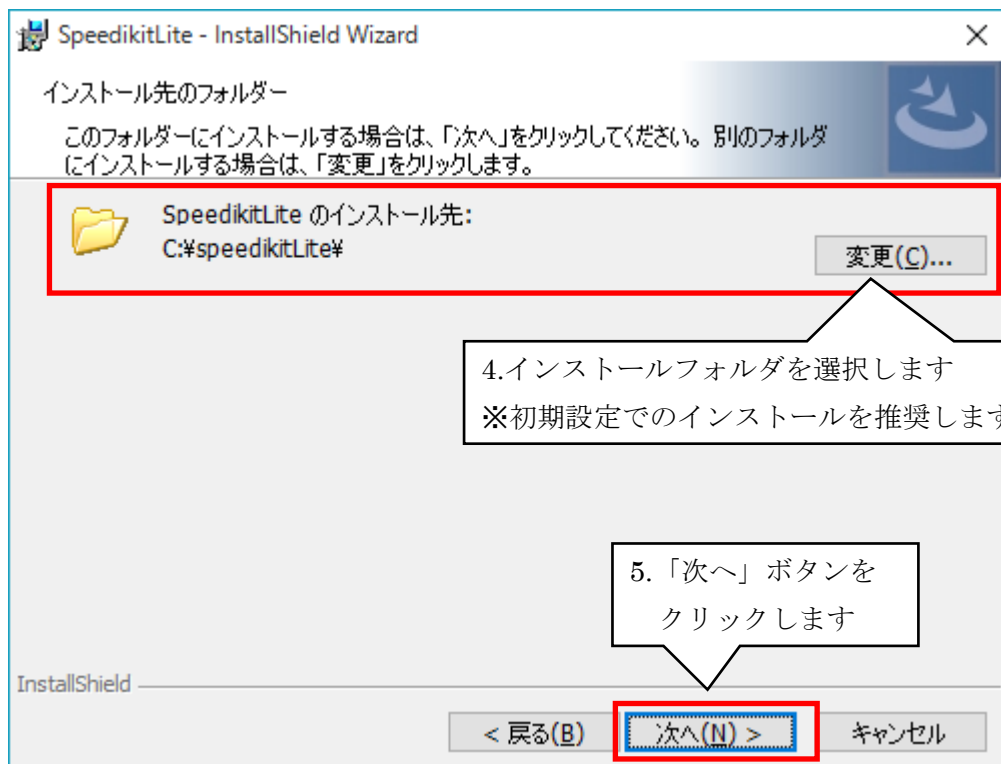 SpeedikitLite - InstallShield Wizard
インストール先のフォルダー
このフォルダーにインストールする場合は、「次へ」をクリックしてください。別のフォルダ
にインストールする場合は、「変更」をクリックします。
SpeedikitLite のインストール先:
C:¥speedikitLite¥
変更(C)...
4.インストールフォルダを選択します
※初期設定でのインストールを推奨します
5.「次へ」ボタンを
クリックします
InstallShield
< 戻る(B)
次へ(N) >
キャンセル